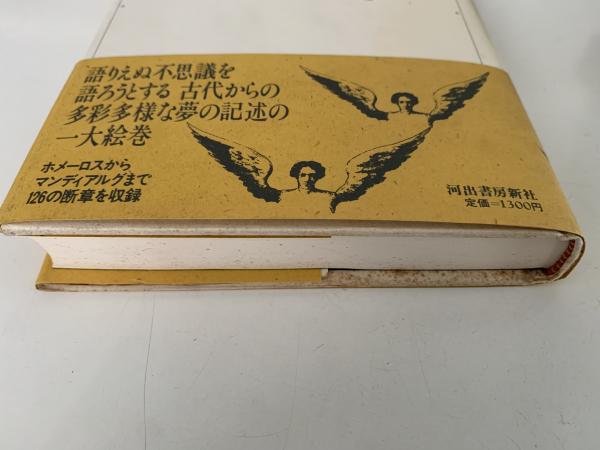 語りえぬ不思議を
語ろうとする 古代からの
多彩多様な夢の記述の
一大絵巻
ホメーロスから
マンディアルグまで
126の断章を収録
河出書房新社
定価=1300円